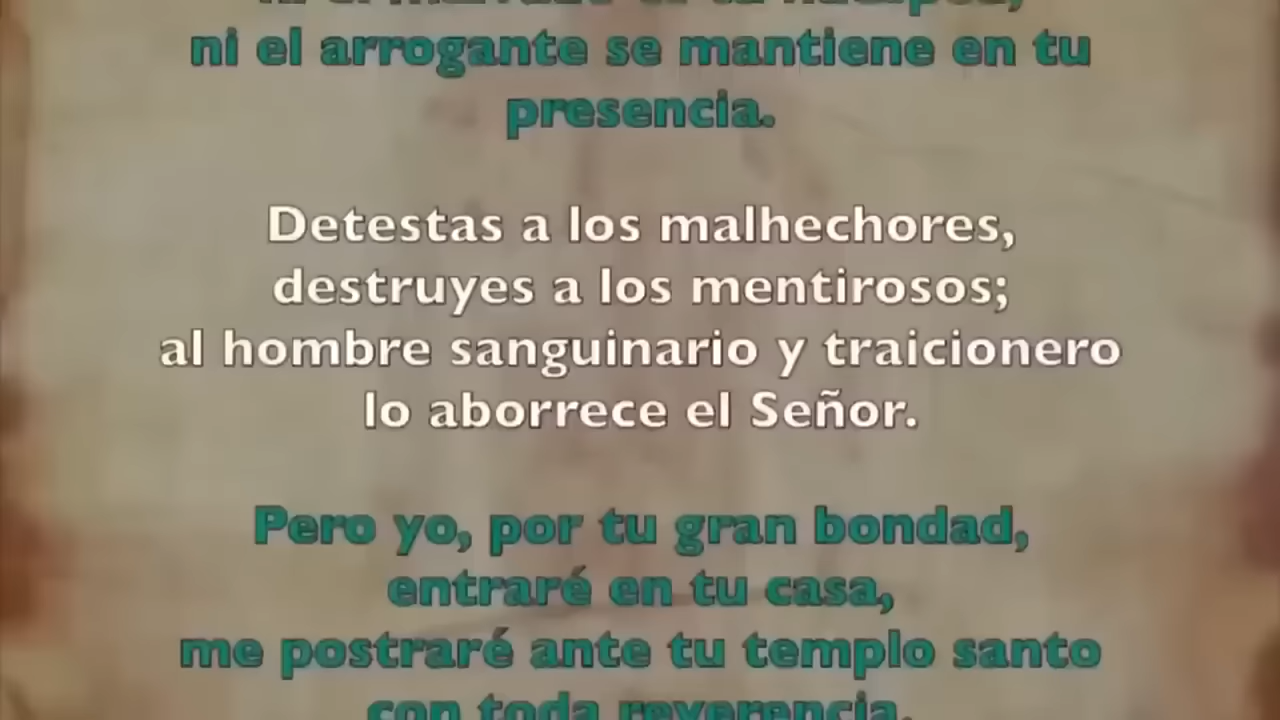 ni el arrogante se mantiene en tu
presencia.
Detestas a los malhechores,
destruyes a los mentirosos;
al hombre sanguinario y traicionero
lo aborrece el Señor.
Pero yo, por tu gran bondad,
entraré en tu casa,
me postraré ante tu templo santo
con toda reverencia.